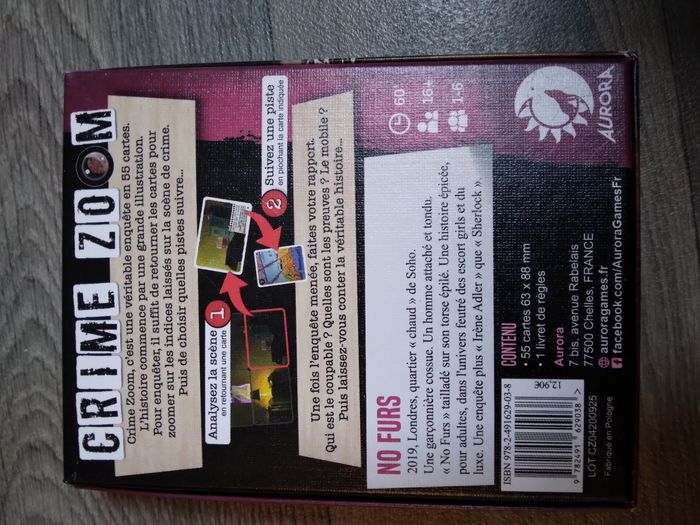 CRIME ZOOM
Crime Zoom, c'est une véritable enquête en 55 cartes.
L'histoire commence par une grande illustration.
Pour enquêter, il suffit de retourner les cartes pour
zoomer sur les indices laissés sur la scène de crime.
Puis de choisir quelles pistes suivre...
Analysez la scène
en retournant une carte
1
2
Suivez une piste
en piochant la carte indiquée
Une fois l'enquête menée, faites votre rapport.
Qui est le coupable ? Quelles sont les preuves ? Le mobile ?
Puis laissez-vous conter la véritable histoire...
NO FURS
2019, Londres, quartier « chaud » de Soho.
Une garçonnière cossue. Un homme attaché et tondu.
« No Furs » tailladé sur son torse épilé. Une histoire épicée,
pour adultes, dans l'univers feutré des escort girls et du
luxe. Une enquête plus « Irène Adler » que « Sherlock ».
60'
16+
1-6
AURORA
CONTENU
• 55 cartes 63 x 88 mm
• 1 livret de règles
Aurora
7 bis, avenue Rabelais
77500 Chelles, FRANCE
auroragames.fr
facebook.com/AuroraGamesFr
ISBN 978-2-491629-03-8
12,90€
9 782491 629038 >
LOT CZ04200925
Fabriqué en Pologne